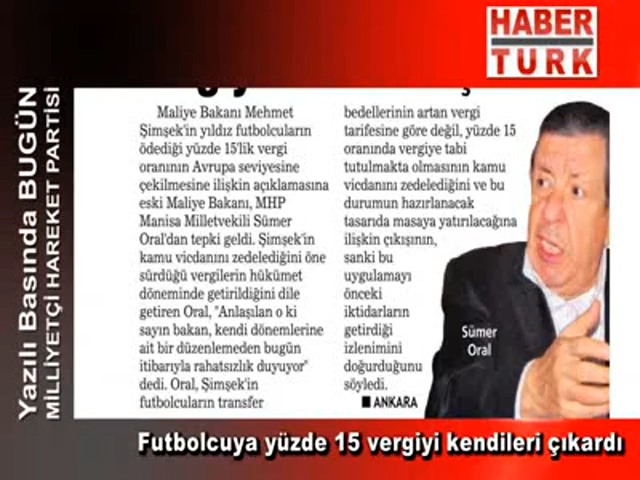 HABER
TURK
Yazılı Basında BUGÜN
MİLLİYETÇİ HAREKET PARTİSİ
Maliye Bakanı Mehmet
Şimşek'in yıldız futbolcuların
ödediği yüzde 15'lik vergi
oranının Avrupa seviyesine
çekilmesine ilişkin açıklamasına
eski Maliye Bakanı, MHP
Manisa Milletvekili Sümer
Oral'dan tepki geldi. Şimşek'in
kamu vicdanını zedelediğini öne
sürdüğü vergilerin hükümet
döneminde getirildiğini dile
getiren Oral, "Anlaşılan o ki
sayın bakan, kendi dönemlerine
ait bir düzenlemeden bugün
itibarıyla rahatsızlık duyuyor"
dedi. Oral, Şimşek'in
futbolcuların transfer
bedellerinin artan vergi
tarifesine göre değil, yüzde 15
oranında vergiye tabi
tutulmakta olmasının kamu
vicdanını zedelediğini ve bu
durumun hazırlanacak
tasarıda masaya yatırılacağına
ilişkin çıkışının,
sanki bu
uygulamayı
önceki
iktidarların
getirdiği
izlenimini
doğurduğunu
söyledi.
ANKARA
Sümer
Oral
Futbolcuya yüzde 15 vergiyi kendileri çıkardı